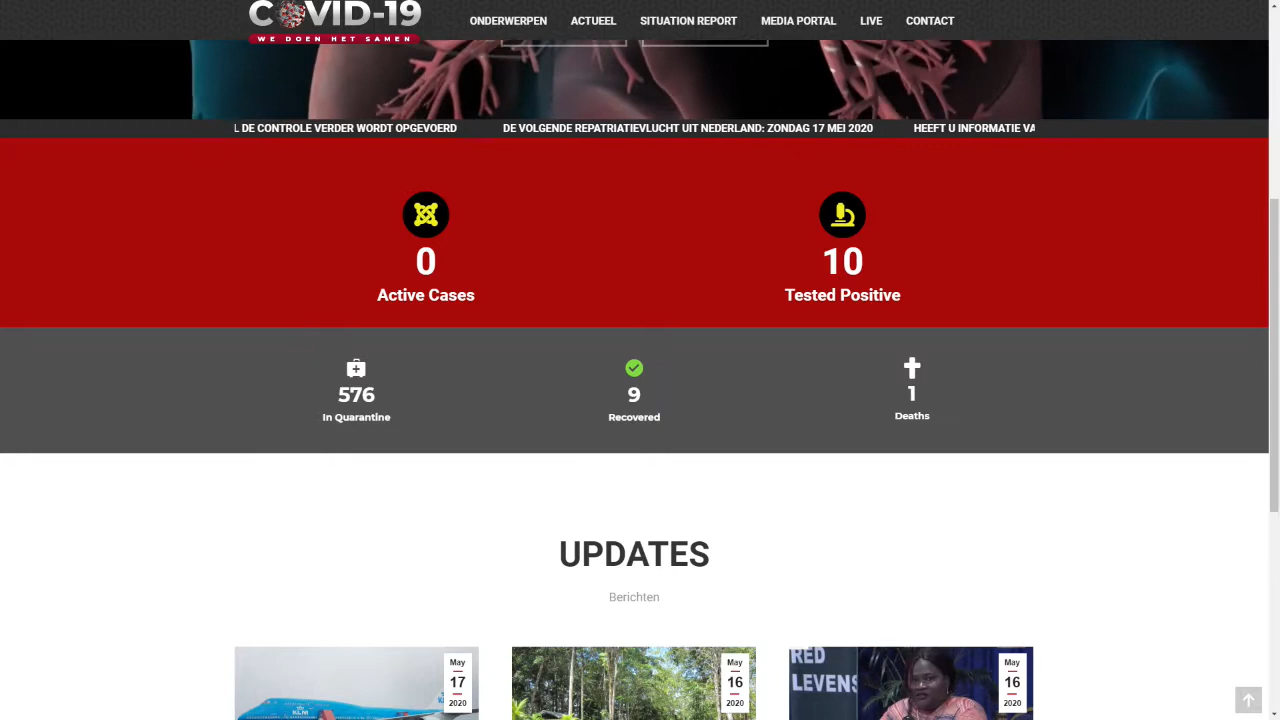 COVID-19
WE DOEN HET SAMEN
ONDERWERPEN ACTUEEL SITUATION REPORT MEDIA PORTAL LIVE CONTACT
DE CONTROLE VERDER WORDT OPGEVOERD DE VOLGENDE REPATRIATIEVLUCHT UIT NEDERLAND: ZONDAG 17 MEI 2020 HEEFT U INFORMATIE
0
Active Cases
10
Tested Positive
576
In Quarantine
9
Recovered
1
Deaths
UPDATES
Berichten
May
17
2020
KLM
May
16
2020
RED
LEVENS
May
16
2020